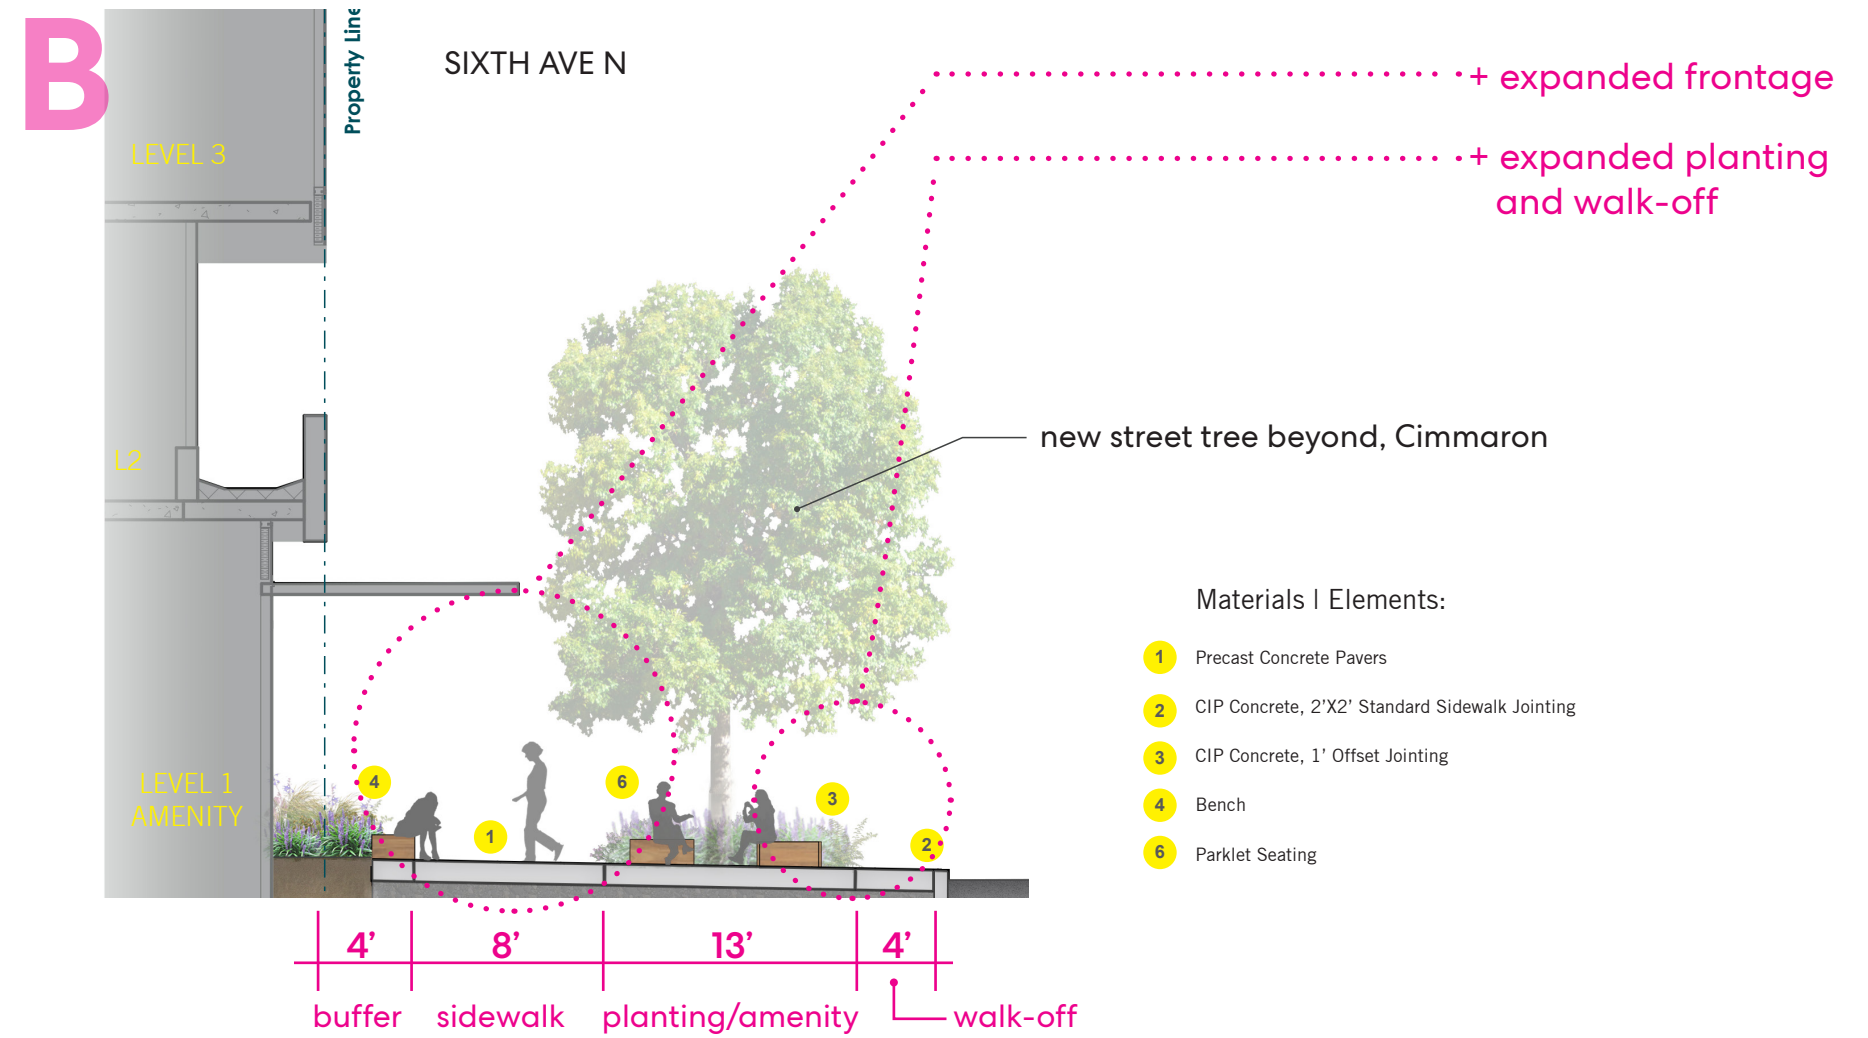 B
Property Line
SIXTH AVE N
+ expanded frontage
+ expanded planting
and walk-off
LEVEL 3
L2
new street tree beyond, Cimmaron
LEVEL 1
AMENITY
4
1
6
3
2
Materials | Elements:
1 Precast Concrete Pavers
2 CIP Concrete, 2’X2’ Standard Sidewalk Jointing
3 CIP Concrete, 1’ Offset Jointing
4 Bench
6 Parklet Seating
4’ 8’ 13’ 4’
buffer sidewalk planting/amenity walk-off